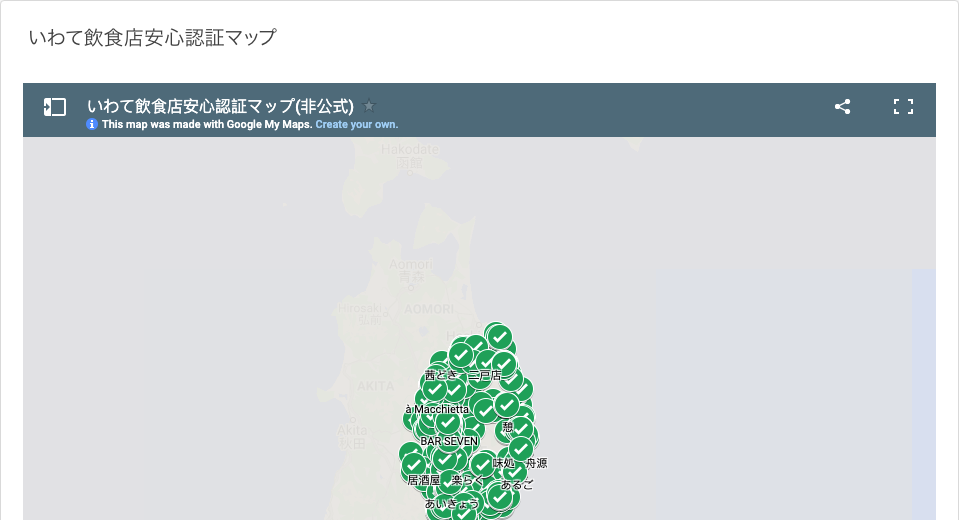 いわて飲食店安心認証マップ
いわて飲食店安心認証マップ(非公式)
This map was made with Google My Maps. Create your own.
Hakodate
函館
Aomori
青森
Hirosaki
弘前
AOMORI
茜とき
二戸店
AKITA
à Macchietta
Akita
秋田
憩
BAR SEVEN
味処 舟源
居酒屋 楽らく
あるご
あいきょう